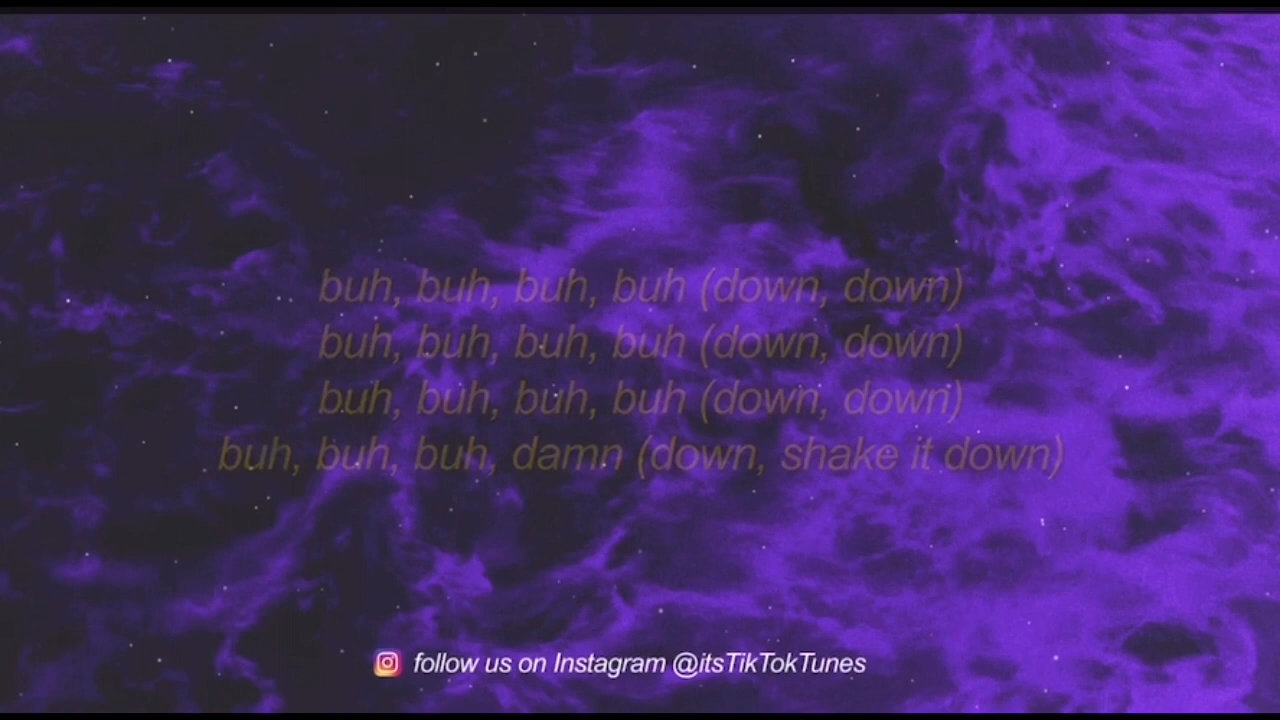 buh, buh, buh, buh (down, down)
buh, buh, buh, buh (down, down)
buh, buh, buh, buh (down, down)
buh, buh, buh, damn (down, shake it down)
follow us on Instagram @itsTikTokTunes